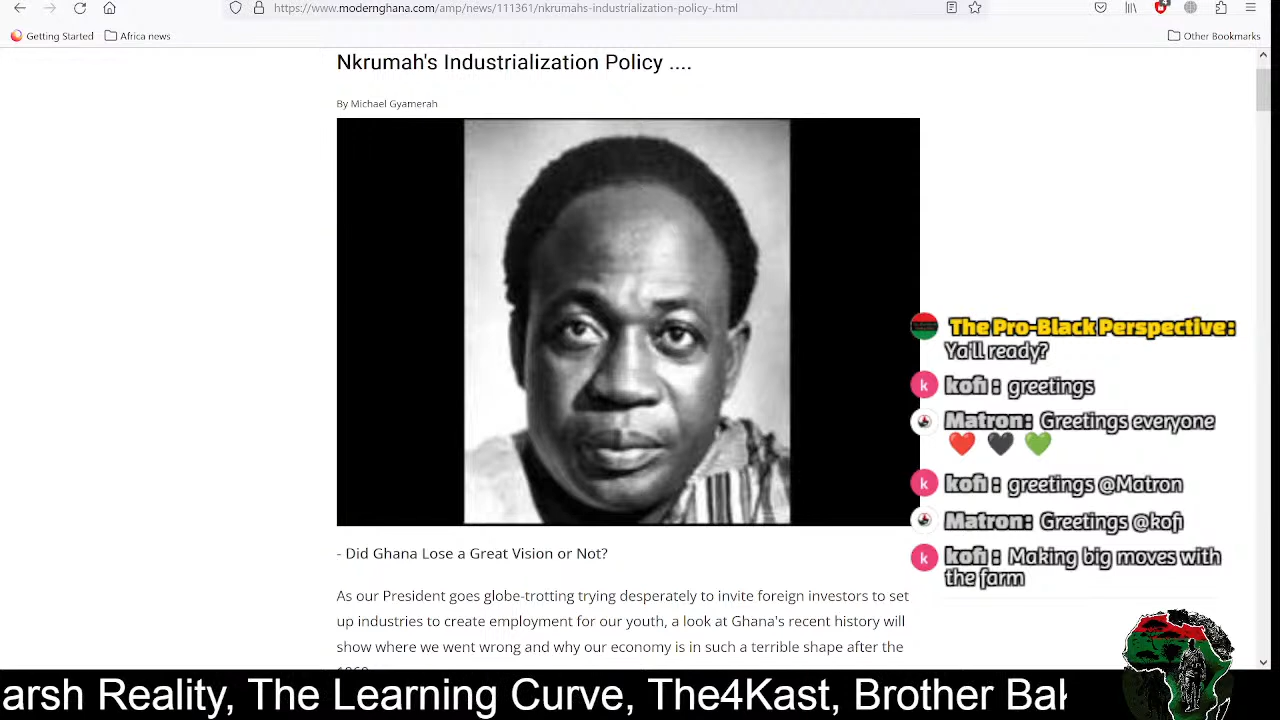 https://www.modernghana.com/amp/news/111361/nkrumahs-industrialization-policy-.html
Getting Started
Africa news
Other Bookmarks
Nkrumah's Industrialization Policy ....
By Michael Gyamerah
The Pro-Black Perspective:
Ya'll ready?
k kofi : greetings
Matron: Greetings everyone
❤️ 🖤 💚
k kofi : greetings @Matron
Matron: Greetings @kofi
k kofi : Making big moves with
the farm
- Did Ghana Lose a Great Vision or Not?
As our President goes globe-trotting trying desperately to invite foreign investors to set
up industries to create employment for our youth, a look at Ghana's recent history will
show where we went wrong and why our economy is in such a terrible shape after the
arsh Reality, The Learning Curve, The4Kast, Brother Bak